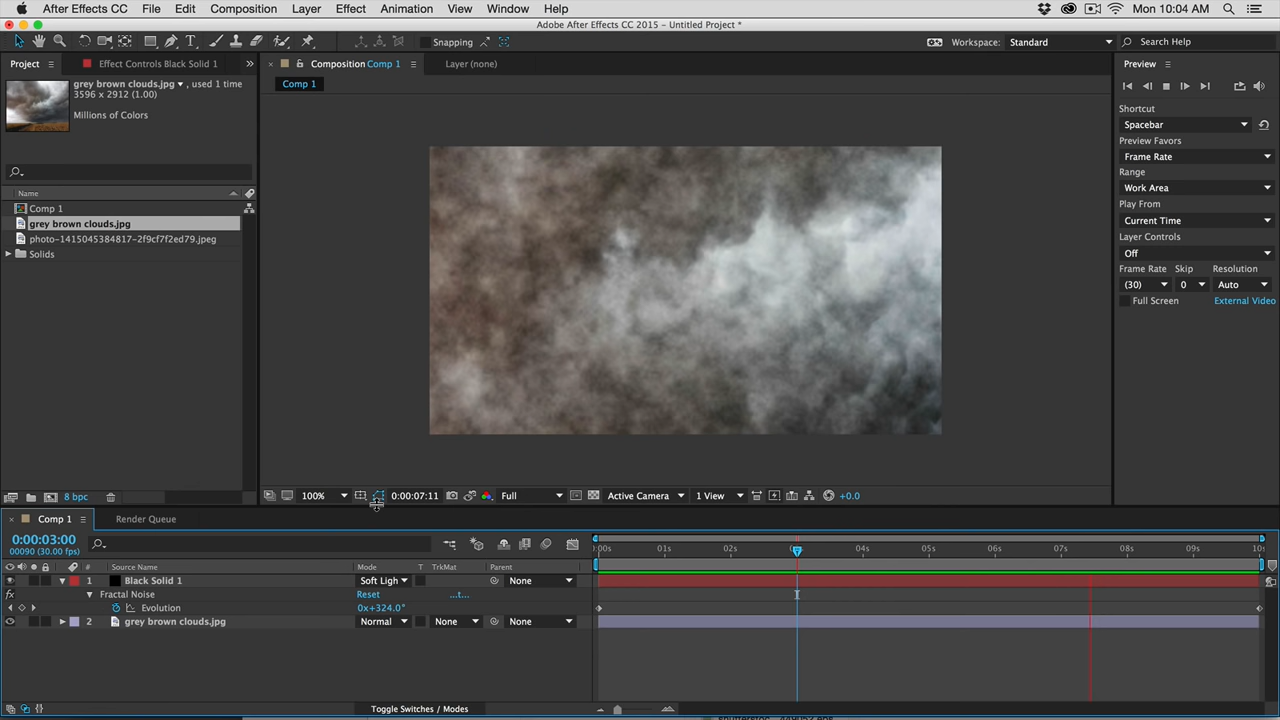 After Effects CC File Edit Composition Layer Effect Animation View Window Help Mon 10:04 AM
Adobe After Effects CC 2015 - Untitled Project *
Snapping Workspace: Standard Search Help
Project Effect Controls Black Solid 1 Composition Comp 1 Layer (none) Preview
grey brown clouds.jpg , used 1 time
3596 x 2912 (1.00)
Millions of Colors
Comp 1
Shortcut
Spacebar
Preview Favors
Frame Rate
Range
Work Area
Play From
Current Time
Layer Controls
Off
Frame Rate Skip Resolution
(30) 0 Auto
Full Screen External Video
Name
Comp 1
grey brown clouds.jpg
photo-1415045384817-2f9cf7f2ed79.jpeg
Solids
8 bpc 100% 0:00:07:11 Full Active Camera 1 View +0.0
Comp 1 Render Queue
0:00:03:00
00090 (30.00 fps)
:00s 01s 02s 04s 05s 06s 07s 08s 09s 10s
# Source Name Mode T TrkMat Parent
1 Black Solid 1 Soft Ligh None
Fractal Noise Reset ...t...
Evolution 0x+324.0°
2 grey brown clouds.jpg Normal None None
Toggle Switches / Modes